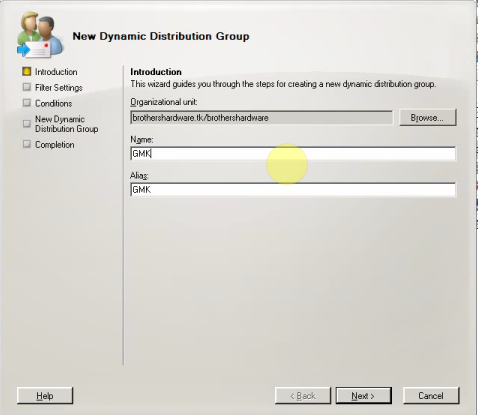 New Dynamic Distribution Group
Introduction
Filter Settings
Conditions
New Dynamic
Distribution Group
Completion
Introduction
This wizard guides you through the steps for creating a new dynamic distribution group.
Organizational unit:
brothershardware.tk/brothershardware
Browse...
Name:
GMK
Alias:
GMK
Help
< Back
Next >
Cancel